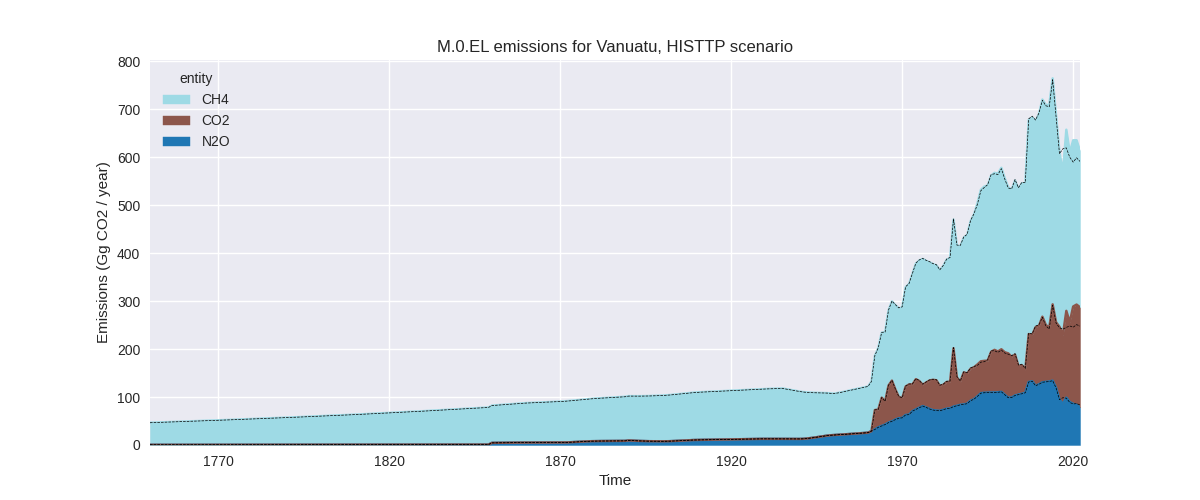 M.0.EL emissions for Vanuatu, HISTTP scenario
Emissions (Gg CO2 / year)
800
700
600
500
400
300
200
100
0
entity
CH4
CO2
N2O
1770
1820
1870
1920
1970
2020
Time